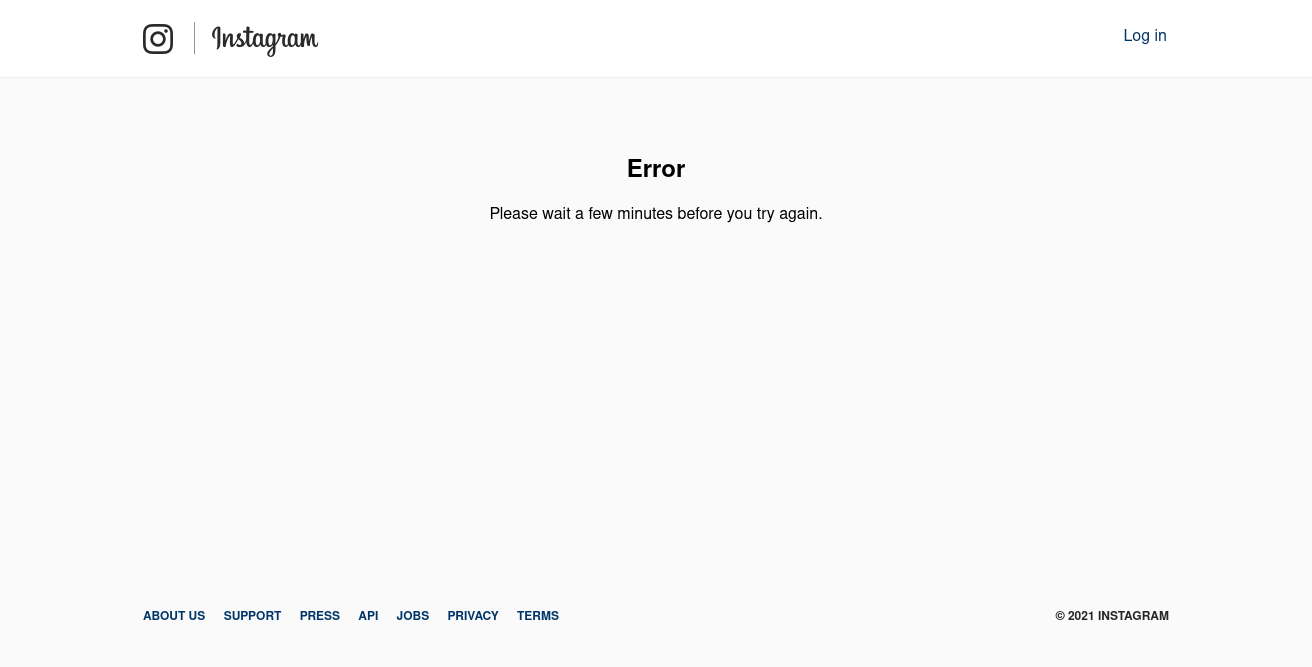 Instagram
Log in
Error
Please wait a few minutes before you try again.
ABOUT US SUPPORT PRESS API JOBS PRIVACY TERMS
© 2021 INSTAGRAM